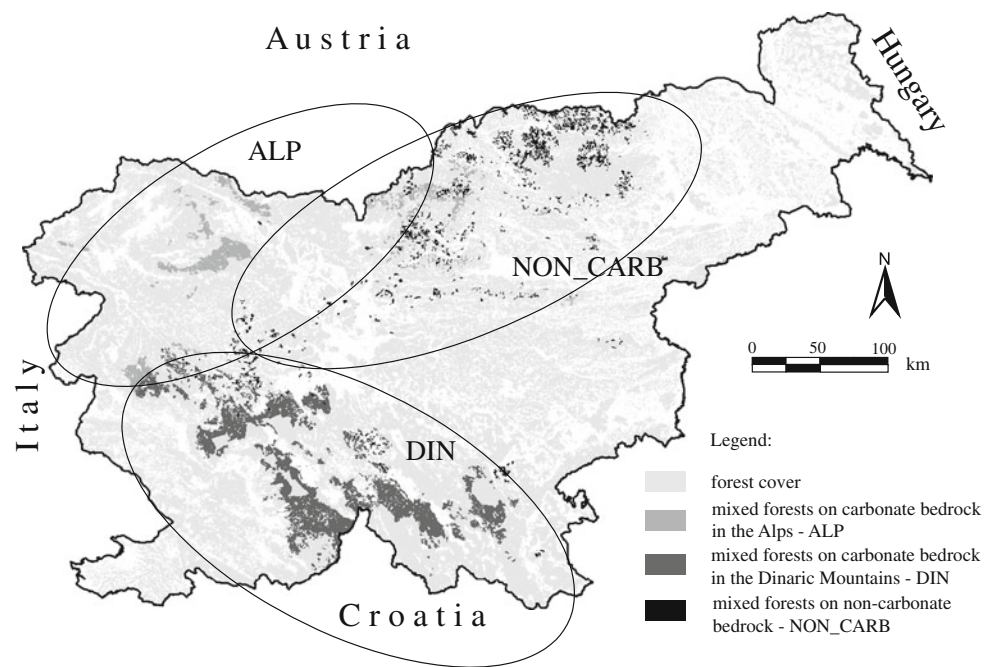 Austria
Hungary
ALP
NON_CARB
N
0 50 100
km
Italy
DIN
Croatia
Legend:
forest cover
mixed forests on carbonate bedrock
in the Alps - ALP
mixed forests on carbonate bedrock
in the Dinaric Mountains - DIN
mixed forests on non-carbonate
bedrock - NON_CARB